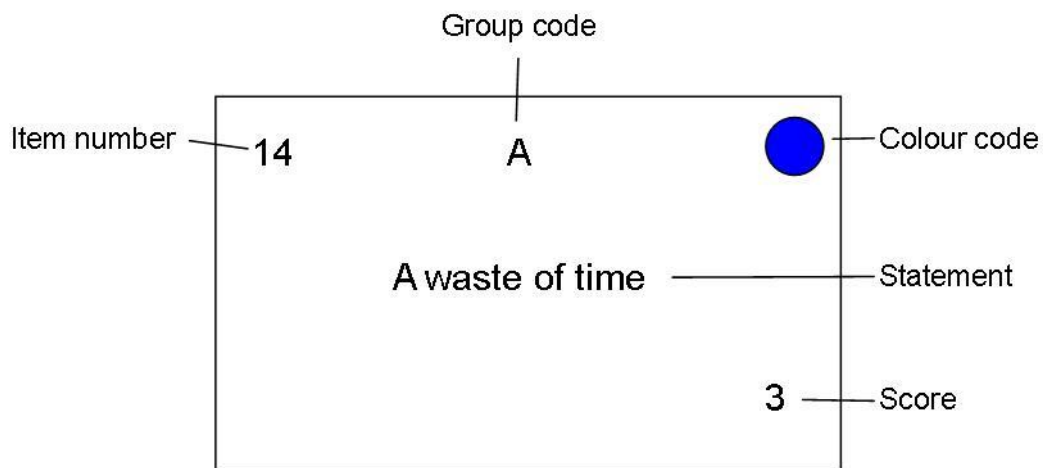 Group code
Item number 14 A Colour code
A waste of time Statement
3 Score